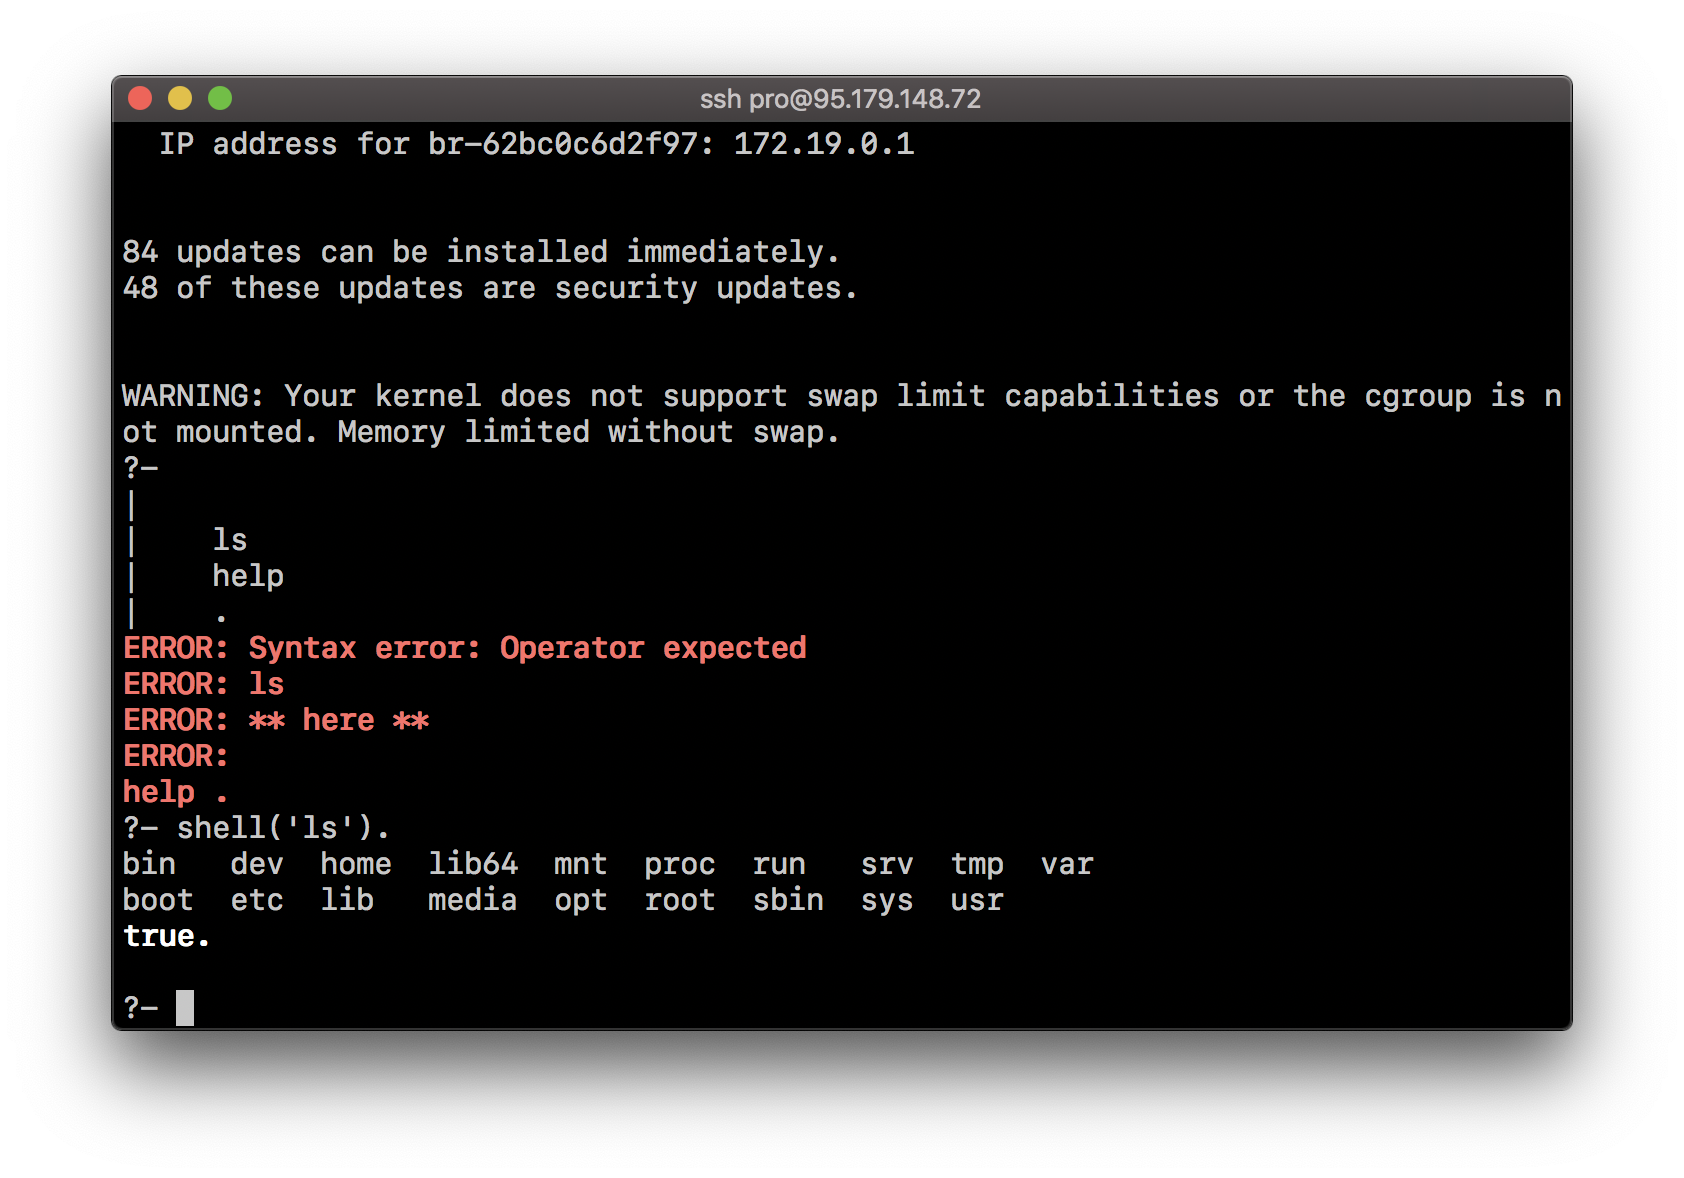 ssh pro@95.179.148.72
  IP address for br-62bc0c6d2f97: 172.19.0.1
84 updates can be installed immediately.
48 of these updates are security updates.
WARNING: Your kernel does not support swap limit capabilities or the cgroup is n
ot mounted. Memory limited without swap.
?-
|
|    ls
|    help
|    .
ERROR: Syntax error: Operator expected
ERROR: ls
ERROR: ** here **
ERROR:
help .
?- shell('ls').
bin   dev  home  lib64  mnt  proc  run   srv  tmp  var
boot  etc  lib   media  opt  root  sbin  sys  usr
true.
?-